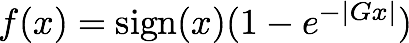 f(x) = sign(x)(1 − e^{−|Gx|})